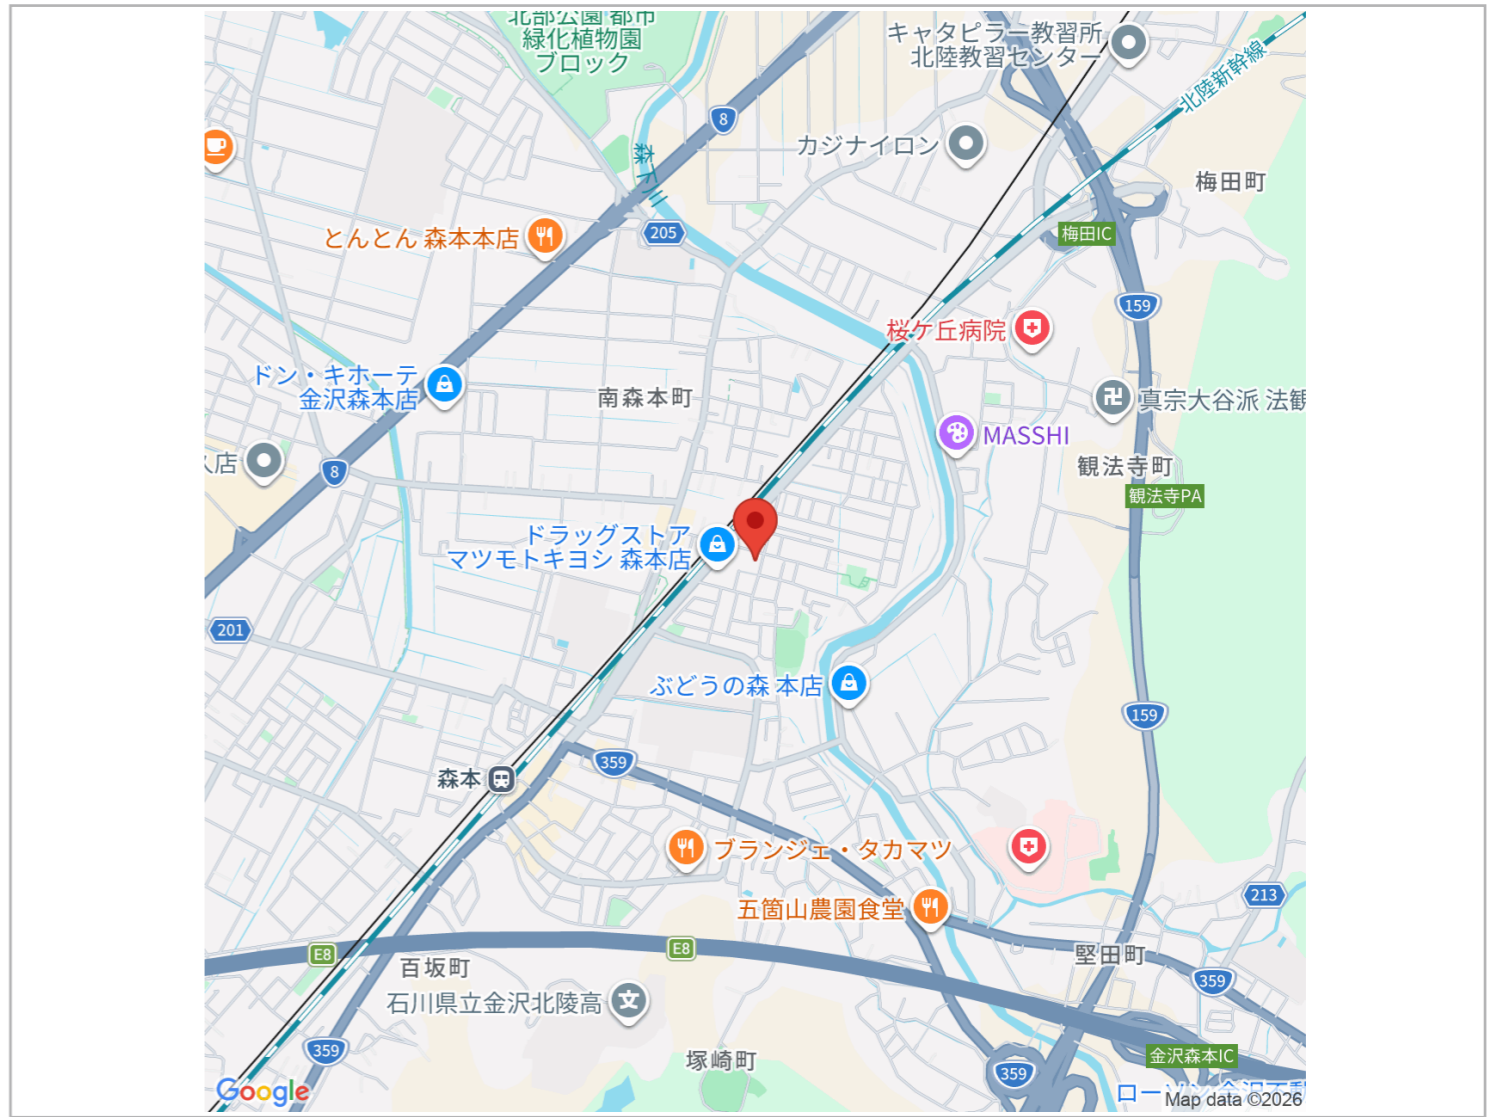 北部公園 都市
緑化植物園
ブロック
キャタピラー教習所
北陸教習センター
北陸新幹線
8
カジナイロン
森下川
梅田町
205
とんとん 森本本店
梅田IC
159
桜ケ丘病院
ドン・キホーテ
金沢森本店
南森本町
真宗大谷派 法観
MASSHI
久店
8
観法寺町
観法寺PA
ドラッグストア
マツモトキヨシ 森本店
201
ぶどうの森 本店
159
359
森本
ブランジェ・タカマツ
213
五箇山農園食堂
E8
E8
百坂町
堅田町
359
石川県立金沢北陵高
文
359
塚崎町
金沢森本IC
359
Google
Map data ©2026